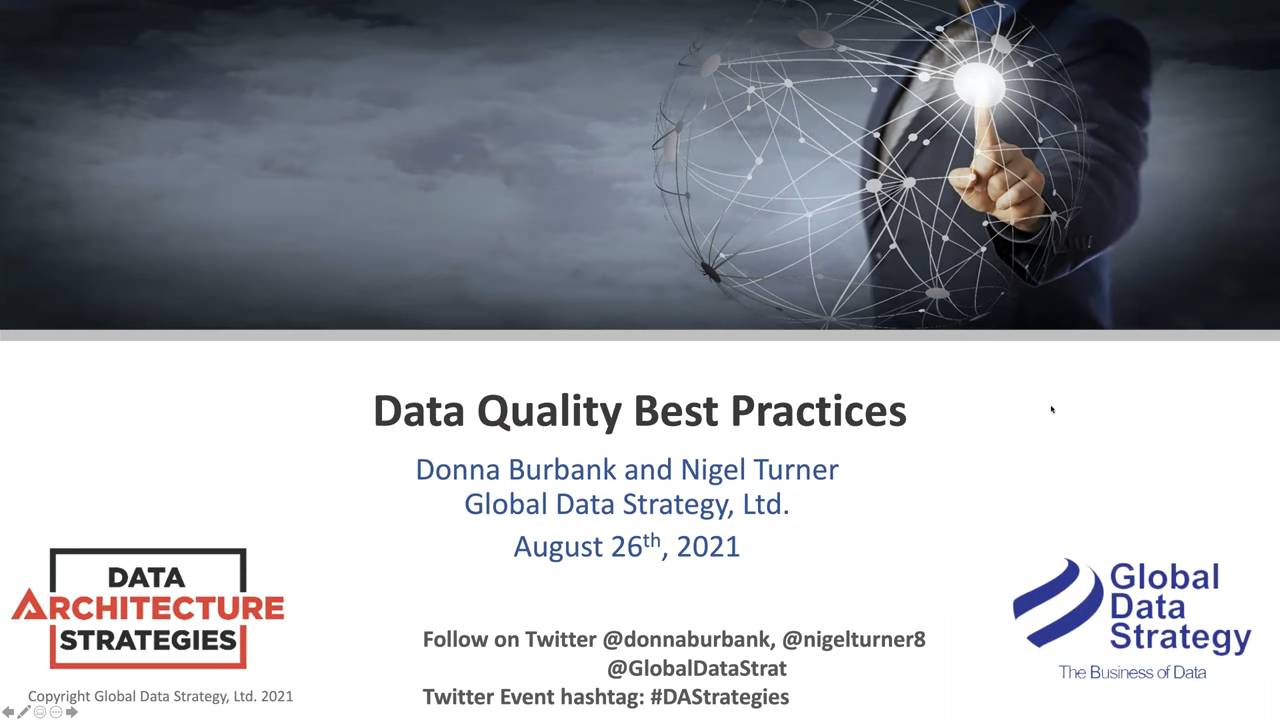 Data Quality Best Practices
Donna Burbank and Nigel Turner
Global Data Strategy, Ltd.
August 26th, 2021
DATA
ARCHITECTURE
STRATEGIES
Global
Data
Strategy
The Business of Data
Follow on Twitter @donnaburbank, @nigelturner8
@GlobalDataStrat
Twitter Event hashtag: #DAStrategies
Copyright Global Data Strategy, Ltd. 2021